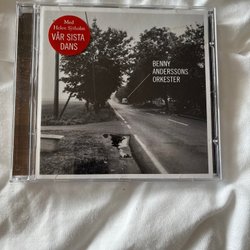 Med
Helen Sjöholm
VÅR SISTA
DANS
BENNY
ANDERSSONS
ORKESTER